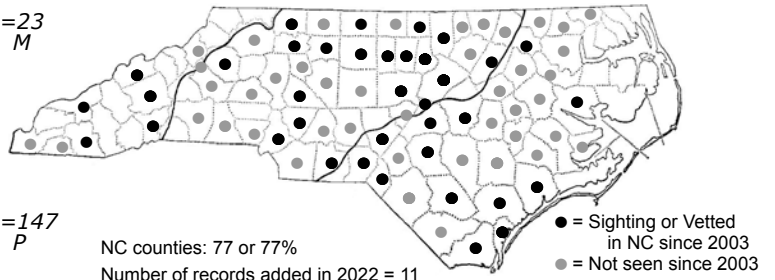 =23
M
=147
P
NC counties: 77 or 77%
Number of records added in 2022 = 11
● = Sighting or Vetted
in NC since 2003
● = Not seen since 2003